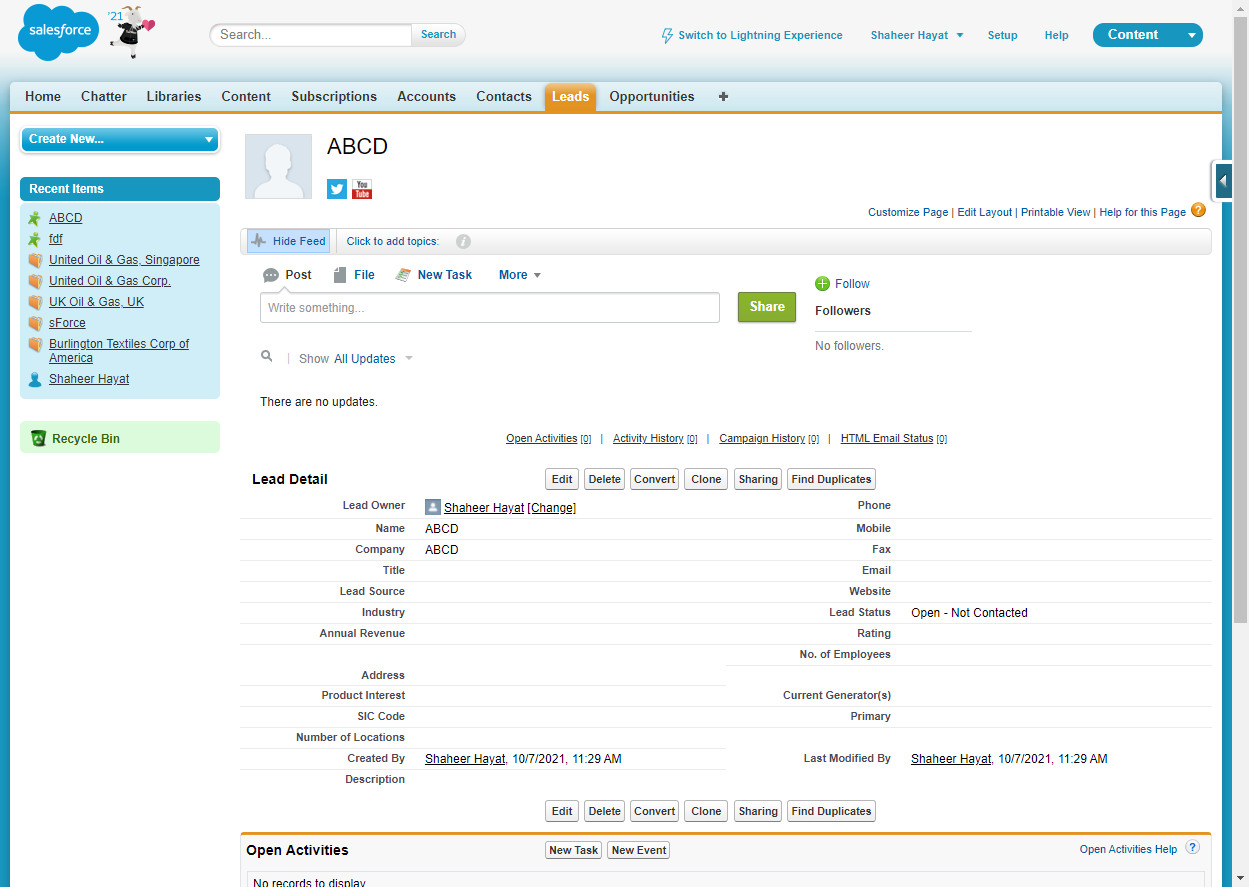 salesforce
'21
Search...
Search
Switch to Lightning Experience
Shaheer Hayat
Setup
Help
Content
Home
Chatter
Libraries
Content
Subscriptions
Accounts
Contacts
Leads
Opportunities
+
Create New...
Recent Items
ABCD
fdf
United Oil & Gas, Singapore
United Oil & Gas Corp.
UK Oil & Gas, UK
sForce
Burlington Textiles Corp of
America
Shaheer Hayat
Recycle Bin
ABCD
You
Tube
Customize Page | Edit Layout | Printable View | Help for this Page ?
Hide Feed
Click to add topics: i
Post
File
New Task
More
Write something...
Share
Follow
Followers
No followers.
Show All Updates
There are no updates.
Open Activities [0] | Activity History [0] | Campaign History [0] | HTML Email Status [0]
Lead Detail
Edit Delete Convert Clone Sharing Find Duplicates
Lead Owner Shaheer Hayat [Change] Phone
Name ABCD Mobile
Company ABCD Fax
Title Email
Lead Source Website
Industry Lead Status Open - Not Contacted
Annual Revenue Rating
No. of Employees
Address
Product Interest Current Generator(s)
SIC Code Primary
Number of Locations
Created By Shaheer Hayat, 10/7/2021, 11:29 AM Last Modified By Shaheer Hayat, 10/7/2021, 11:29 AM
Description
Edit Delete Convert Clone Sharing Find Duplicates
Open Activities
New Task New Event
Open Activities Help ?
No records to display